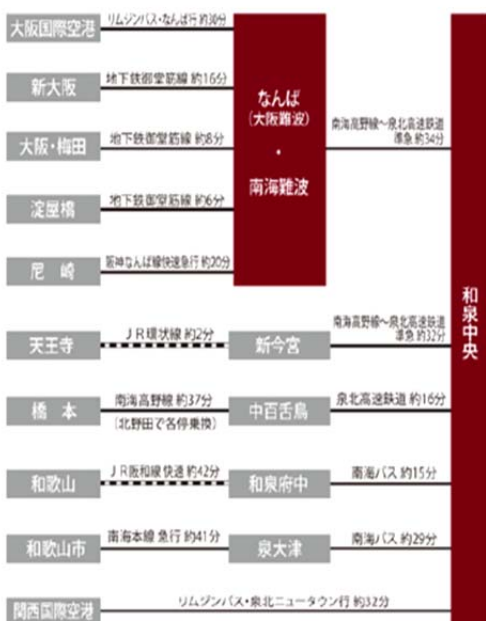 大阪国際空港
リムジンバス・なんば行 約30分
新大阪
地下鉄御堂筋線 約16分
大阪・梅田
地下鉄御堂筋線 約8分
淀屋橋
地下鉄御堂筋線 約6分
尼崎
阪神なんば線快速急行 約20分
なんば
(大阪難波)
・
南海難波
南海高野線～泉北高速鉄道
準急 約34分
天王寺
JR環状線 約2分
新今宮
南海高野線～泉北高速鉄道
準急 約32分
橋本
南海高野線 約37分
(北野田で各停乗換)
中百舌鳥
泉北高速鉄道 約16分
和歌山
JR阪和線 快速 約42分
和泉府中
南海バス 約15分
和歌山市
南海本線 急行 約41分
泉大津
南海バス 約29分
関西国際空港
リムジンバス・泉北ニュータウン行 約32分
和泉中央